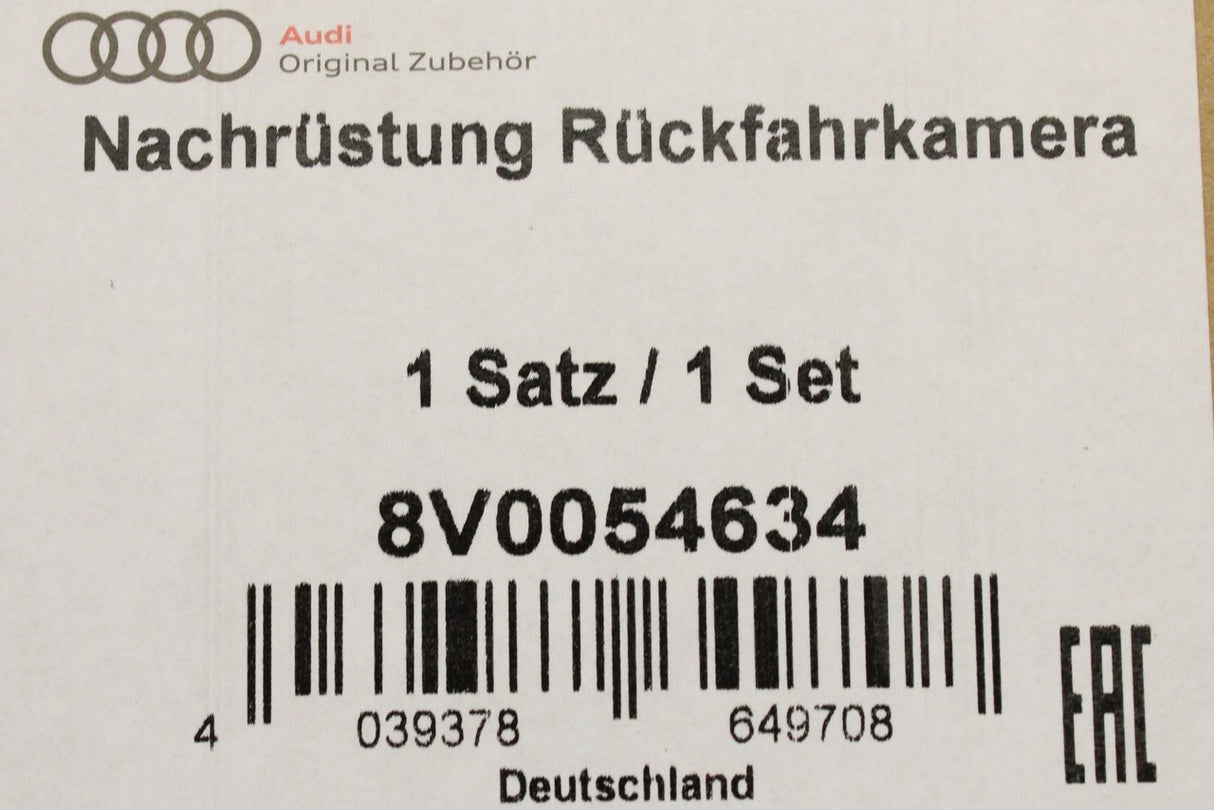 Audi
Original Zubehör
Nachrüstung Rückfahrkamera
1 Satz / 1 Set
8V0054634
4 039378 649708
Deutschland
EAC